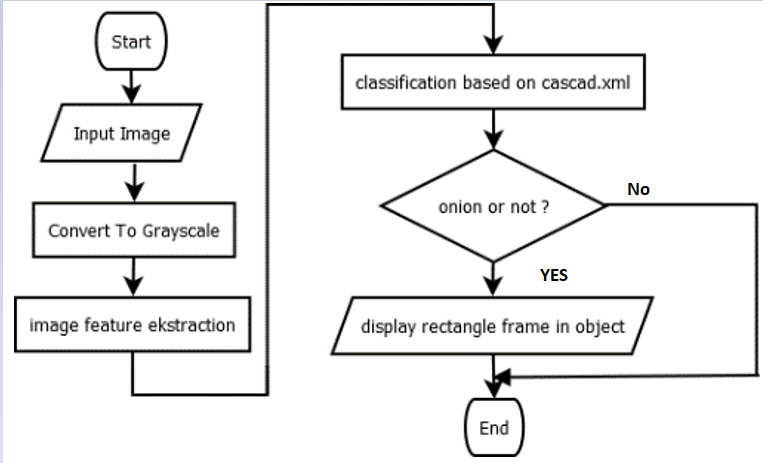 Start
Input Image
Convert To Grayscale
image feature ekstraction
classification based on cascad.xml
onion or not ?
No
YES
display rectangle frame in object
End